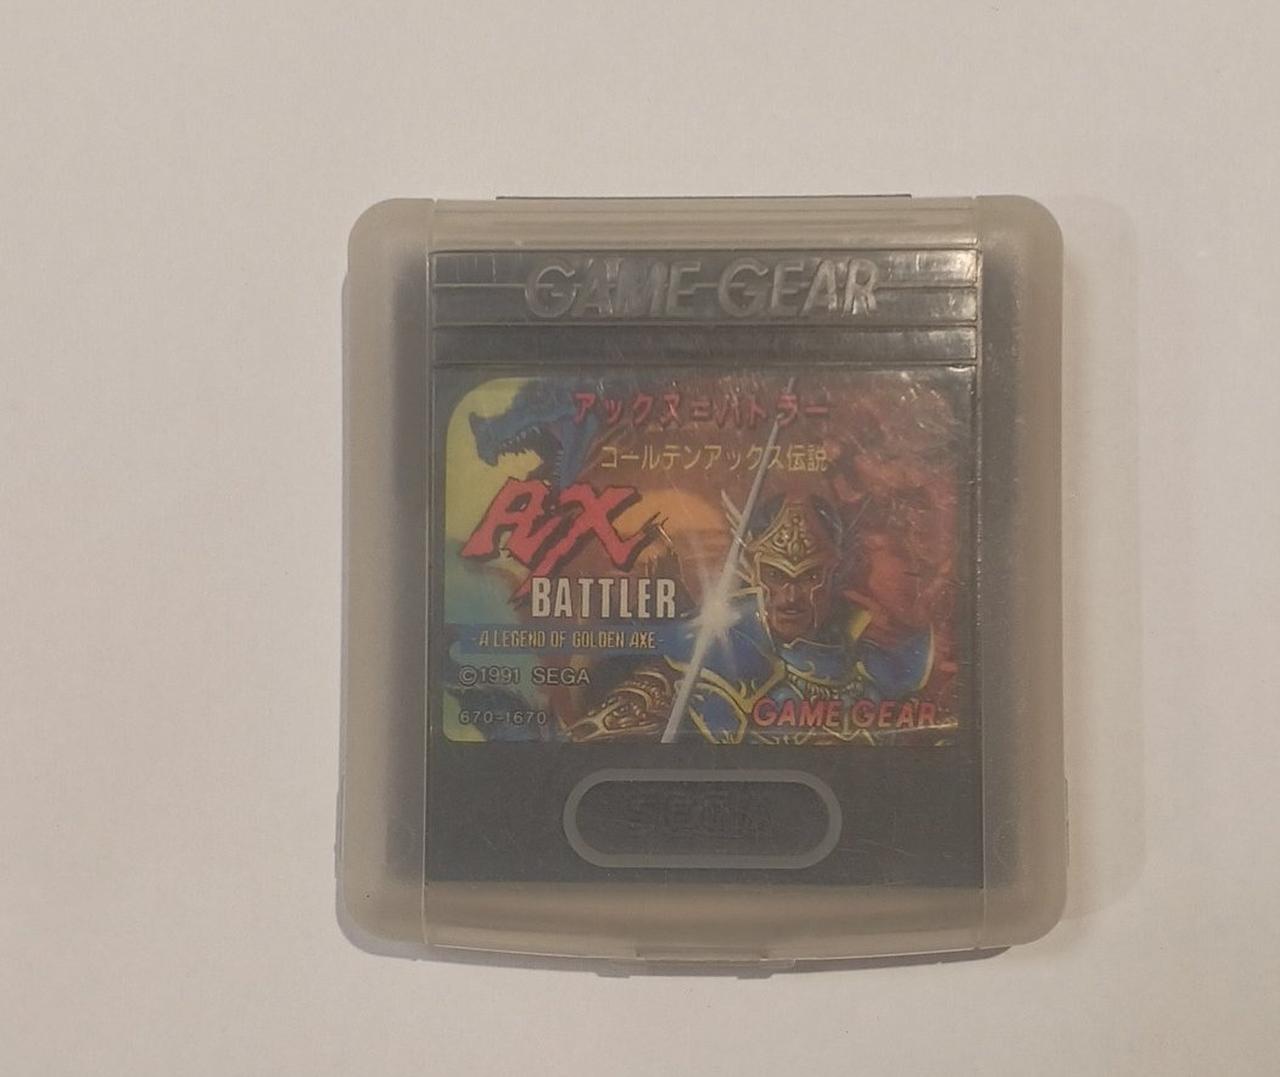 GAME GEAR
アックス=バトラー
ゴールデンアックス伝説
AX
BATTLER
-A LEGEND OF GOLDEN AXE-
©1991 SEGA
670-1670
GAME GEAR
SEGA